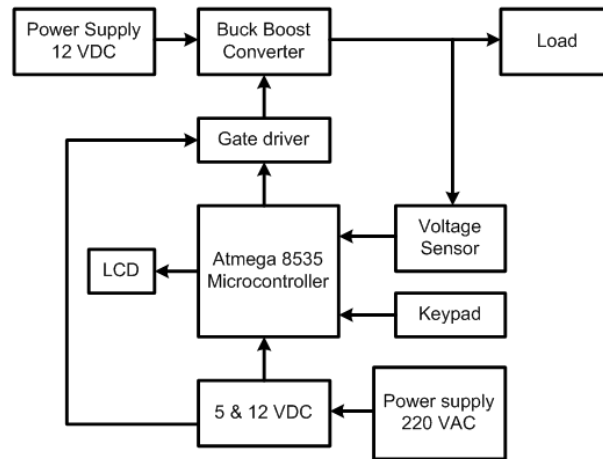 Power Supply
12 VDC
Buck Boost
Converter
Load
Gate driver
Atmega 8535
Microcontroller
LCD
Voltage
Sensor
Keypad
5 & 12 VDC
Power supply
220 VAC